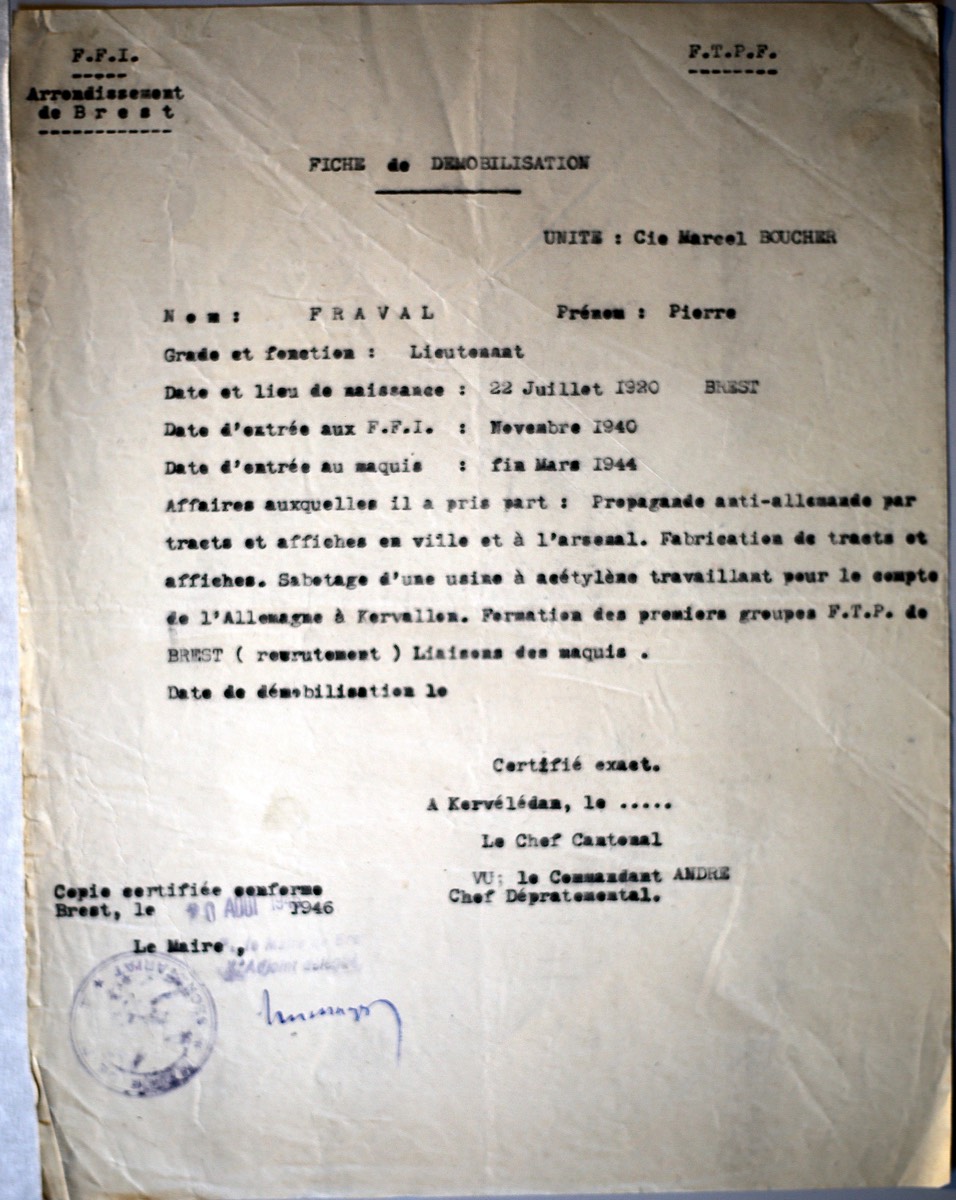 F.F.I.
F.T.P.F.
Arrondissement
de B r e s t
FICHE de DEMOBILISATION
UNITE : Cie Marcel BOUCHER
N o m : F R A V A L Prénom : Pierre
Grade et fonction : Lieutenant
Date et lieu de naissance : 22 Juillet 1920 BREST
Date d'extrée aux F.F.I. : Novembre 1940
Date d'entrée au maquis : fin Mars 1944
Affaires auxquelles il a pris part : Propagande anti-allemande par
tracts et affiches en ville et à l'arsenal. Fabrication de tracts et
affiches. Sabotage d'une usine à acétylène travaillant pour le compte
de l'Allemagne à Kervallon. Formation des premiers groupes F.T.P. de
BREST ( recrutement ) Liaisons des maquis .
Date de démobilisation le
Certifié exact.
A Kervélédan, le .....
Le Chef Cantonal
VU; le Commandant ANDRE
Chef Dépratemental.
Copie certifiée conforme
Brest, le AOUT 1946
Le Maire ,